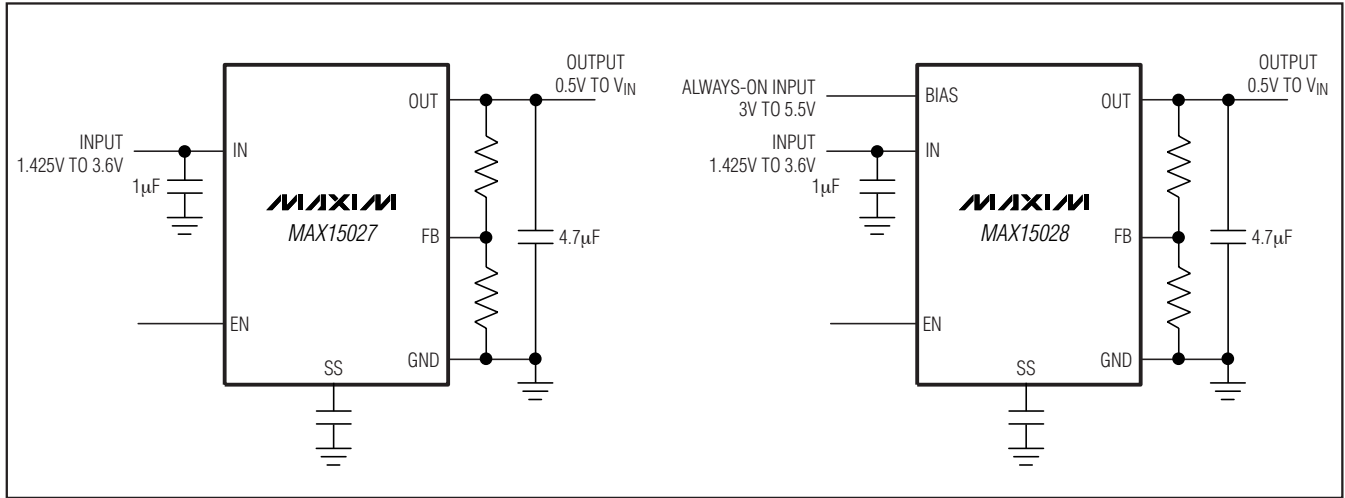 OUTPUT
0.5V TO VIN
OUT
INPUT
1.425V TO 3.6V
IN
1µF
MAXIM
MAX15027
FB
4.7µF
EN
GND
SS
OUTPUT
0.5V TO VIN
ALWAYS-ON INPUT
3V TO 5.5V
BIAS
OUT
INPUT
1.425V TO 3.6V
IN
1µF
MAXIM
MAX15028
FB
4.7µF
EN
GND
SS